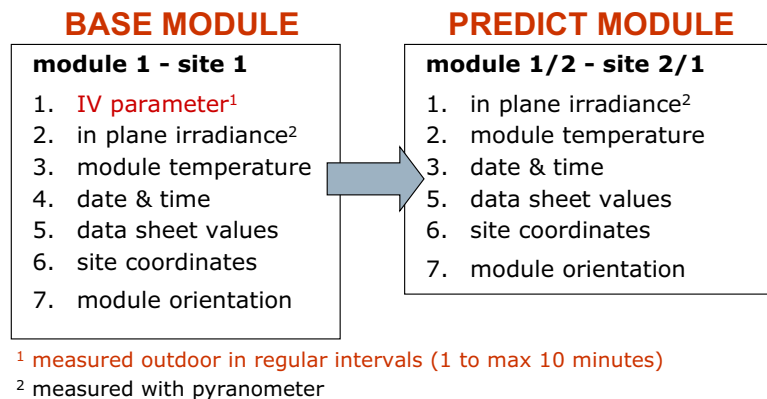 BASE MODULE
module 1 - site 1
1. IV parameter¹
2. in plane irradiance²
3. module temperature
4. date & time
5. data sheet values
6. site coordinates
7. module orientation
PREDICT MODULE
module 1/2 - site 2/1
1. in plane irradiance²
2. module temperature
3. date & time
5. data sheet values
6. site coordinates
7. module orientation
¹ measured outdoor in regular intervals (1 to max 10 minutes)
² measured with pyranometer